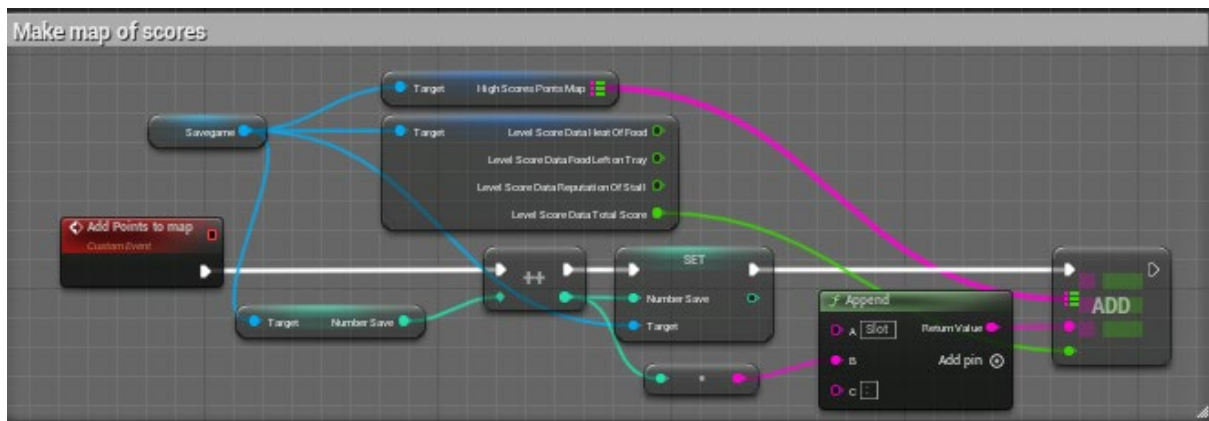 Make map of scores
Target High Scores Ponts Map
Savegame
Target Level Score Data Heat Of Food
Level Score Data Food Left on Tray
Level Score Data Reputation Of Stall
Level Score Data Total Score
Add Points to map
Custom Event
++
SET
Number Save
Target
Target Number Save
Append
A Slot Return Value
B Add pin
C :
ADD